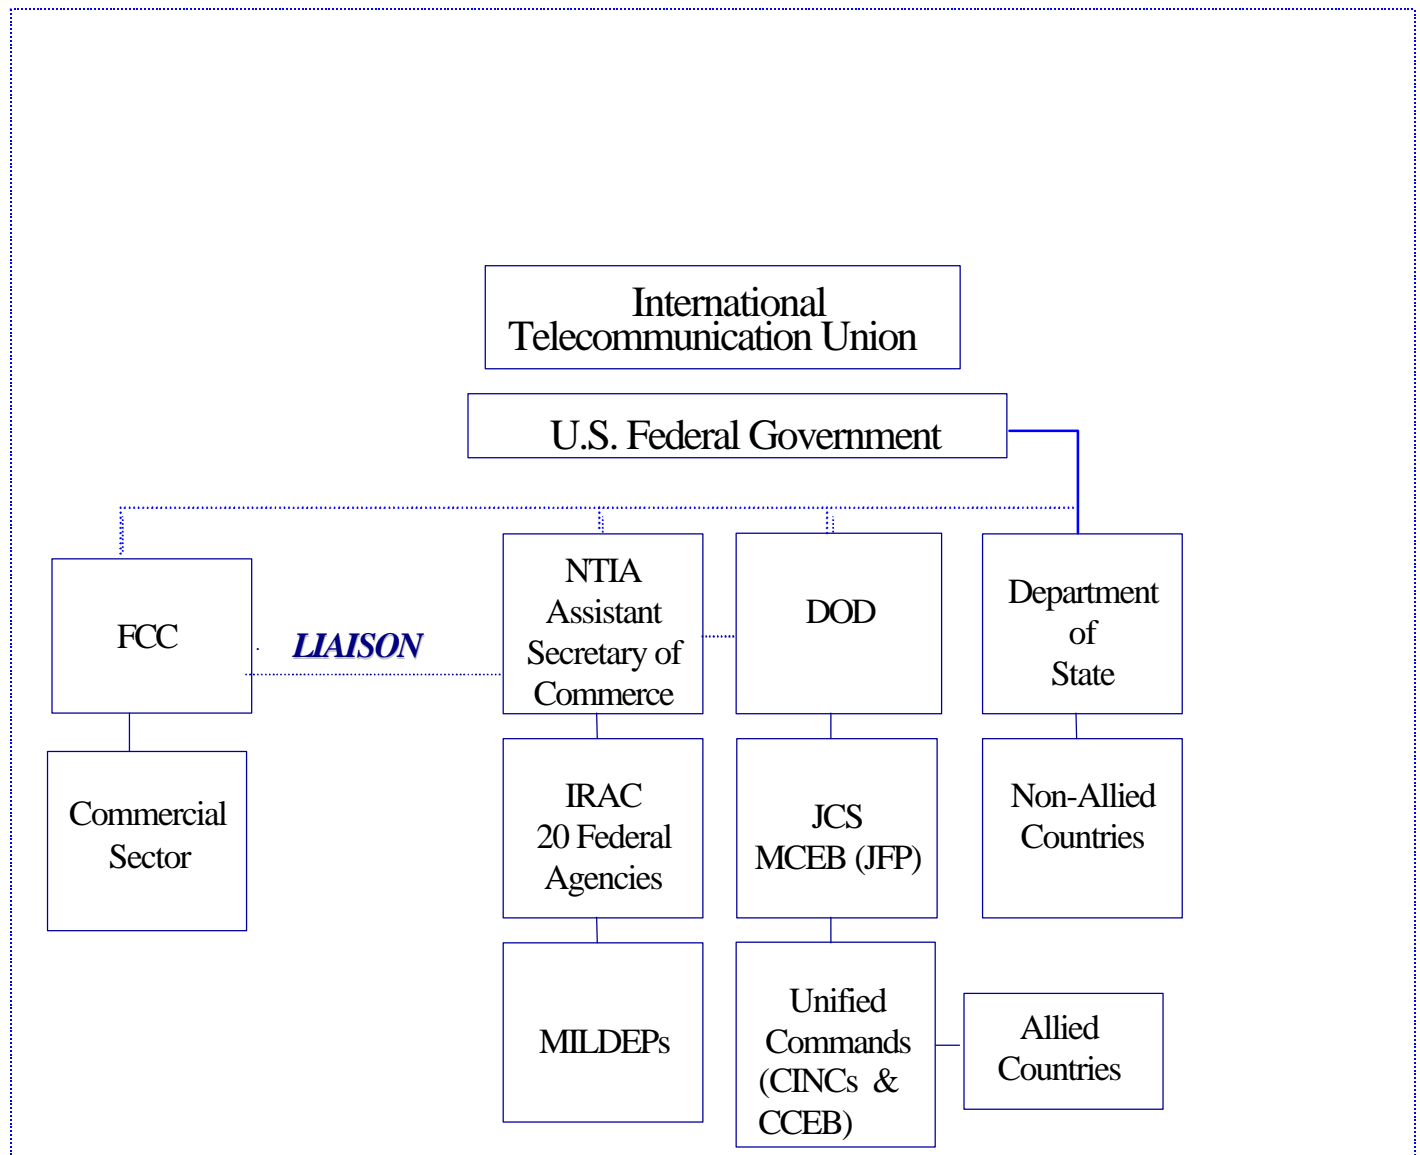 International
Telecommunication Union
U.S. Federal Government
FCC
LIAISON
NTIA
Assistant
Secretary of
Commerce
DOD
Department
of
State
Commercial
Sector
IRAC
20 Federal
Agencies
JCS
MCEB (JFP)
Non-Allied
Countries
MILDEPs
Unified
Commands
(CINCs & 
CCEB)
Allied
Countries